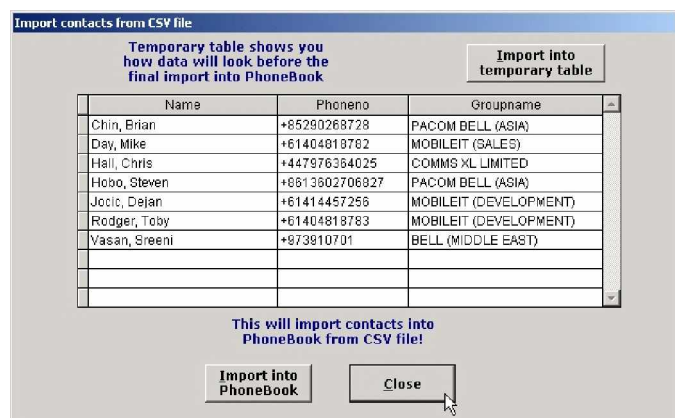 Import contacts from CSV file
Temporary table shows you
how data will look before the
final import into PhoneBook
Import into
temporary table
Name Phoneno Groupname
Chin, Brian +85290268728 PACOM BELL (ASIA)
Day, Mike +61404818782 MOBILEIT (SALES)
Hall, Chris +447976364025 COMMS XL LIMITED
Hobo, Steven +8613602706827 PACOM BELL (ASIA)
Jocic, Dejan +61414457256 MOBILEIT (DEVELOPMENT)
Rodger, Toby +61404818783 MOBILEIT (DEVELOPMENT)
Vasan, Sreeni +973910701 BELL (MIDDLE EAST)
This will import contacts into
PhoneBook from CSV file!
Import into
PhoneBook
Close